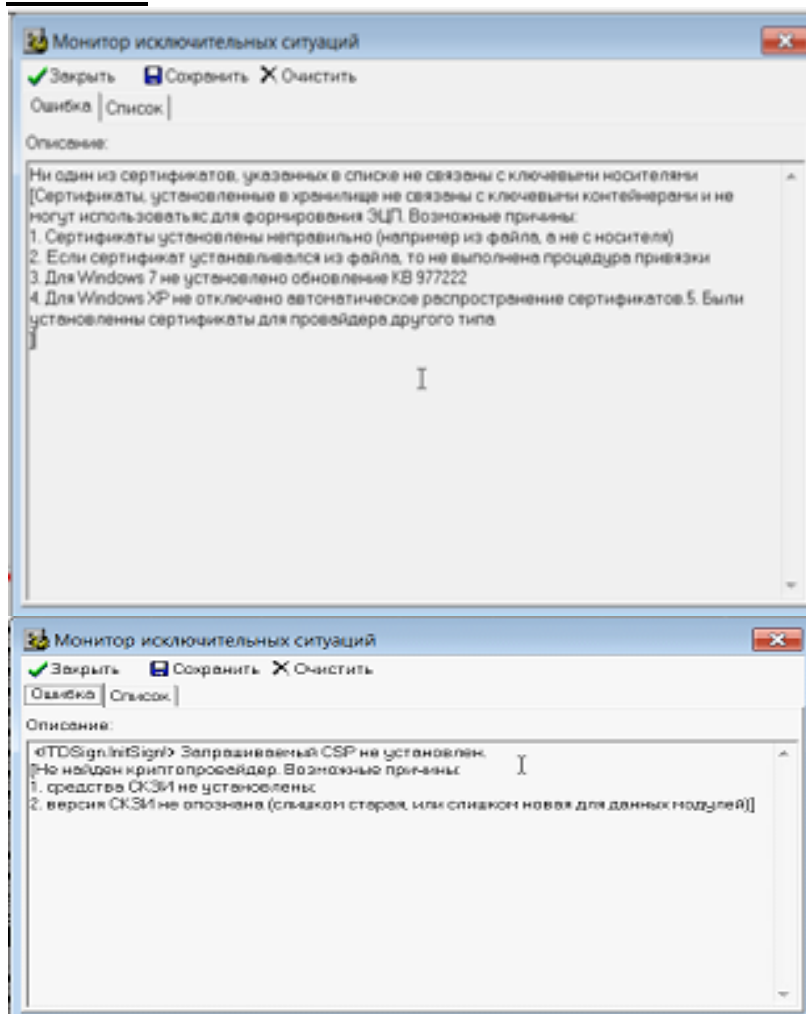 Монитор исключительных ситуаций
Закрыть Сохранить Очистить
Ошибка Список
Описание:
Ни один из сертификатов, указанных в списке не связаны с ключевыми носителями
[Сертификаты, установленные в хранилище не связаны с ключевыми контейнерами и не
могут использоватьяс для формирования ЭЦП. Возможные причины:
1. Сертификаты установлены неправильно (например из файла, а не с носителя)
2. Если сертификат устанавливался из файла, то не выполнена процедура привязки
3. Для Windows 7 не установлено обновление KB 977222
4. Для Windows XP не отключено автоматическое распространение сертификатов.5. Были
установленны сертификаты для провайдера другого типа
]
Монитор исключительных ситуаций
Закрыть Сохранить Очистить
Ошибка Список
Описание:
<!TDSign.InitSign!> Запрашиваемый CSP не установлен.
[Не найден криптопровайдер. Возможные причины:
1. средства СКЗИ не установлены;
2. версия СКЗИ не опознана (слишком старая, или слишком новая для данных модулей)]